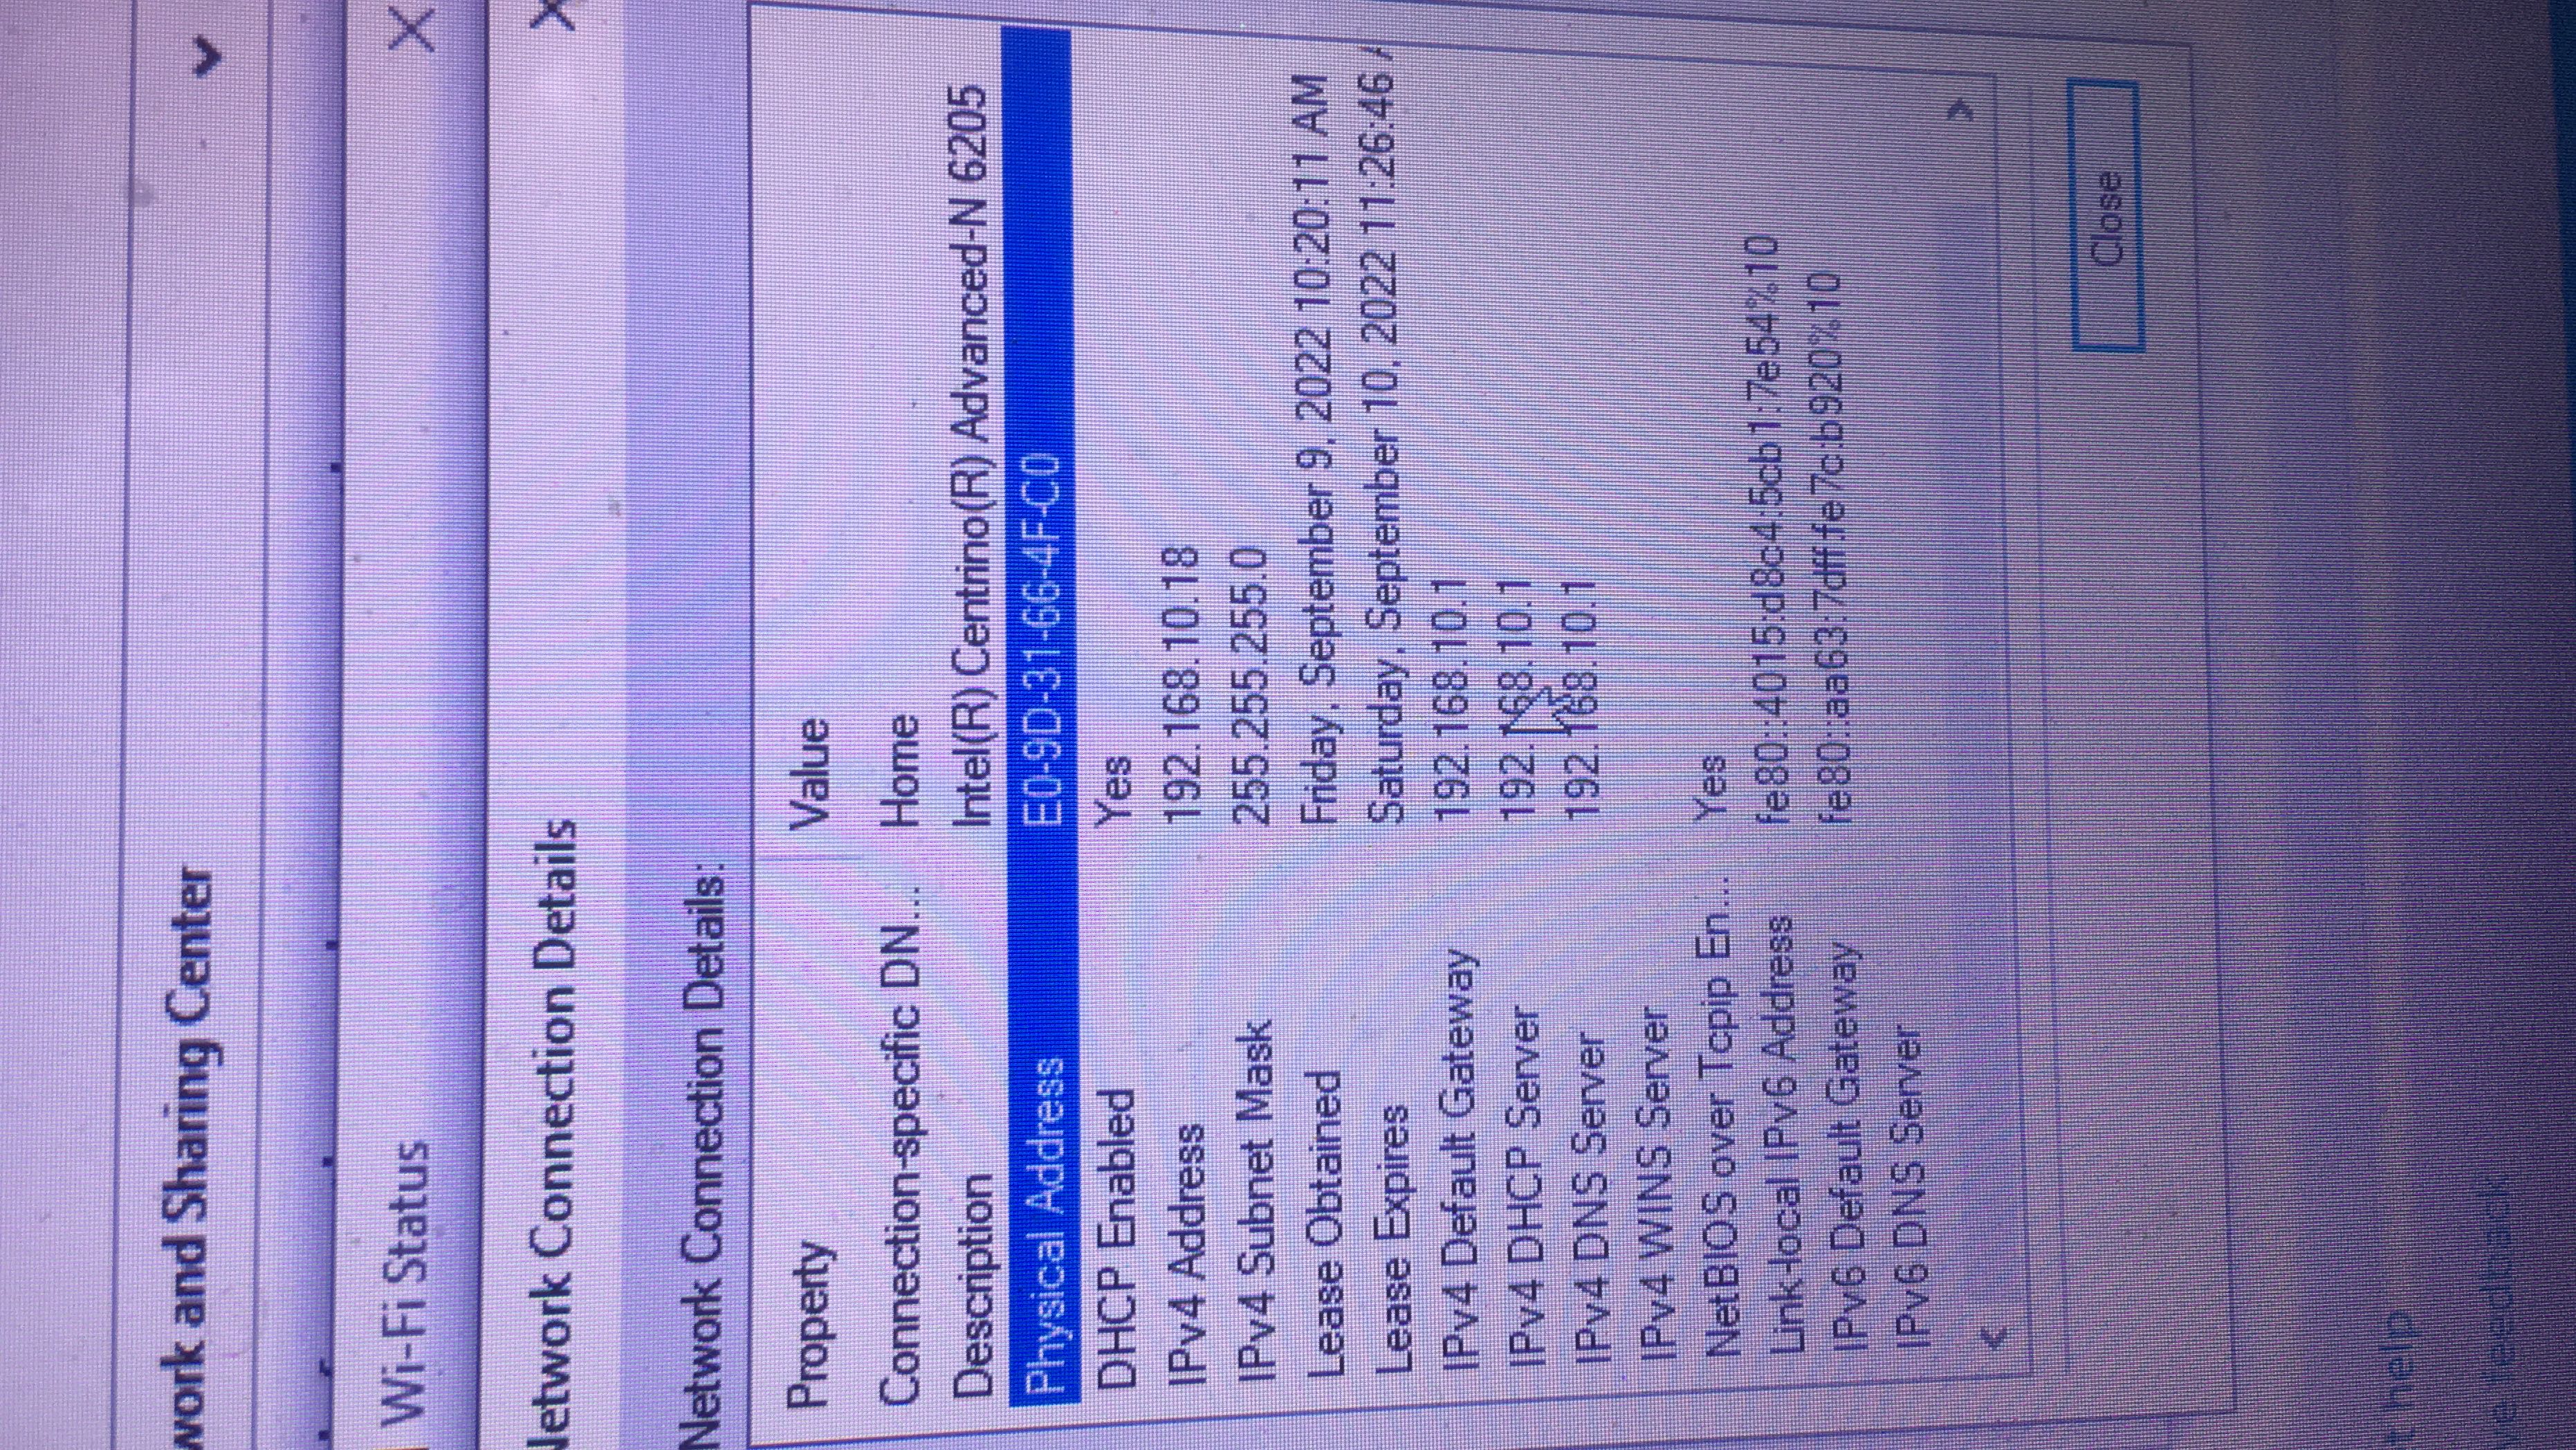 work and Sharing Center
Wi-Fi Status
Network Connection Details
Network Connection Details:
Property Value
Connection-specific DN... Home
Description Intel(R) Centrino(R) Advanced-N 6205
Physical Address E0-9D-31-66-4F-C0
DHCP Enabled Yes
IPv4 Address 192.168.10.18
IPv4 Subnet Mask 255.255.255.0
Lease Obtained Friday, September 9, 2022 10:20:11 AM
Lease Expires Saturday, September 10, 2022 11:26:46 A
IPv4 Default Gateway 192.168.10.1
IPv4 DHCP Server 192.168.10.1
IPv4 DNS Server 192.168.10.1
IPv4 WINS Server
NetBIOS over Tcpip En... Yes
Link-local IPv6 Address fe80::4015:d8c4:5cb1:7e54%10
IPv6 Default Gateway fe80::aa63:7dff:fe7c:b920%10
IPv6 DNS Server
Close
t help
ve feedback